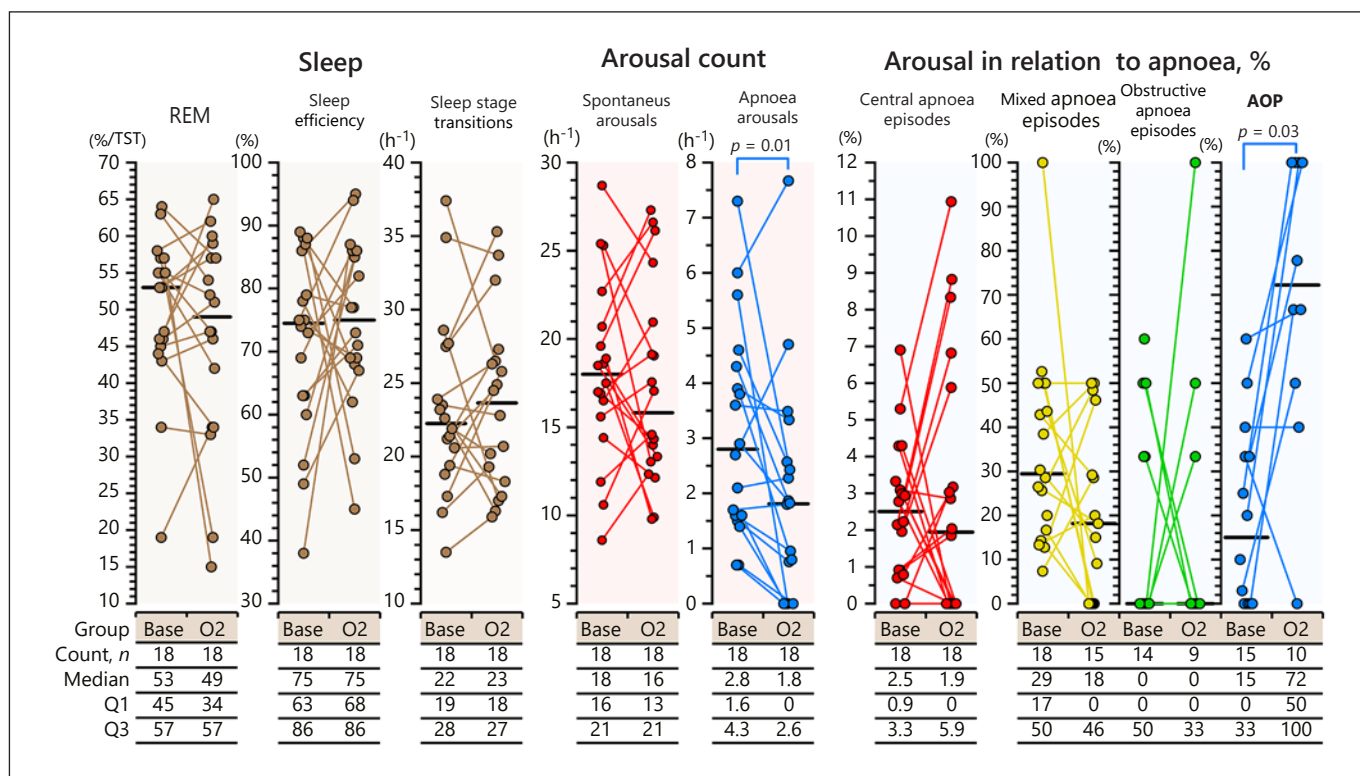 Sleep
Arousal count
Arousal in relation to apnoea, %
REM
Sleep
efficiency
Sleep stage
transitions
Spontaneus
arousals
Apnoea
arousals
Central apnoea
episodes
Mixed apnoea
episodes
Obstructive
apnoea
episodes
AOP
(%/TST)
(%)
(h⁻¹)
(h⁻¹)
(h⁻¹)
(%)
(%)
(%)
(%)
p = 0.01
p = 0.03
70
65
60
55
50
45
40
35
30
25
20
15
10
100
90
80
70
60
50
40
30
40
35
30
25
20
15
10
30
25
20
15
10
5
8
7
6
5
4
3
2
1
0
12
11
10
9
8
7
6
5
4
3
2
1
0
100
90
80
70
60
50
40
30
20
10
0
Group Base O2 Base O2 Base O2 Base O2 Base O2 Base O2 Base O2 Base O2 Base O2
Count, n 18 18 18 18 18 18 18 18 18 18 18 18 18 15 14 9 15 10
Median 53 49 75 75 22 23 18 16 2.8 1.8 2.5 1.9 29 18 0 0 15 72
Q1 45 34 63 68 19 18 16 13 1.6 0 0.9 0 17 0 0 0 0 50
Q3 57 57 86 86 28 27 21 21 4.3 2.6 3.3 5.9 50 46 50 33 33 100